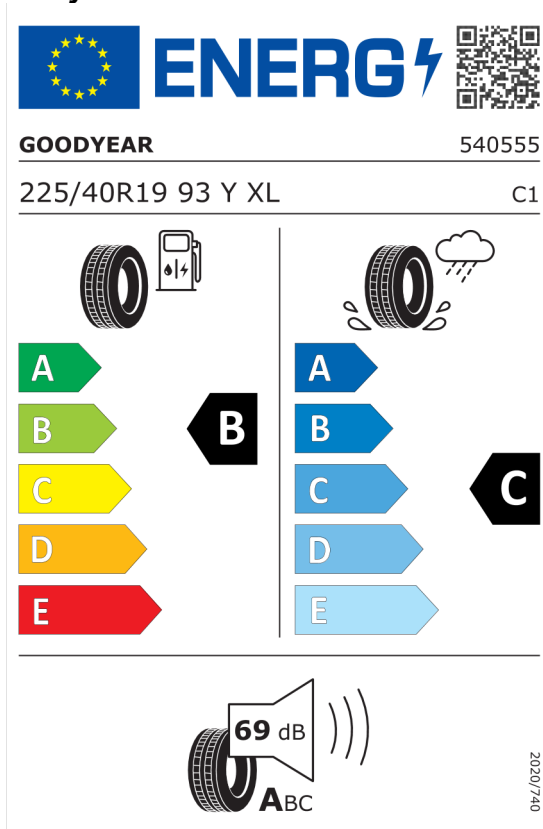 ENERG
GOODYEAR 540555
225/40R19 93 Y XL C1
A A
B B B
C C C
D D
E E
69 dB
ABC
2020/740